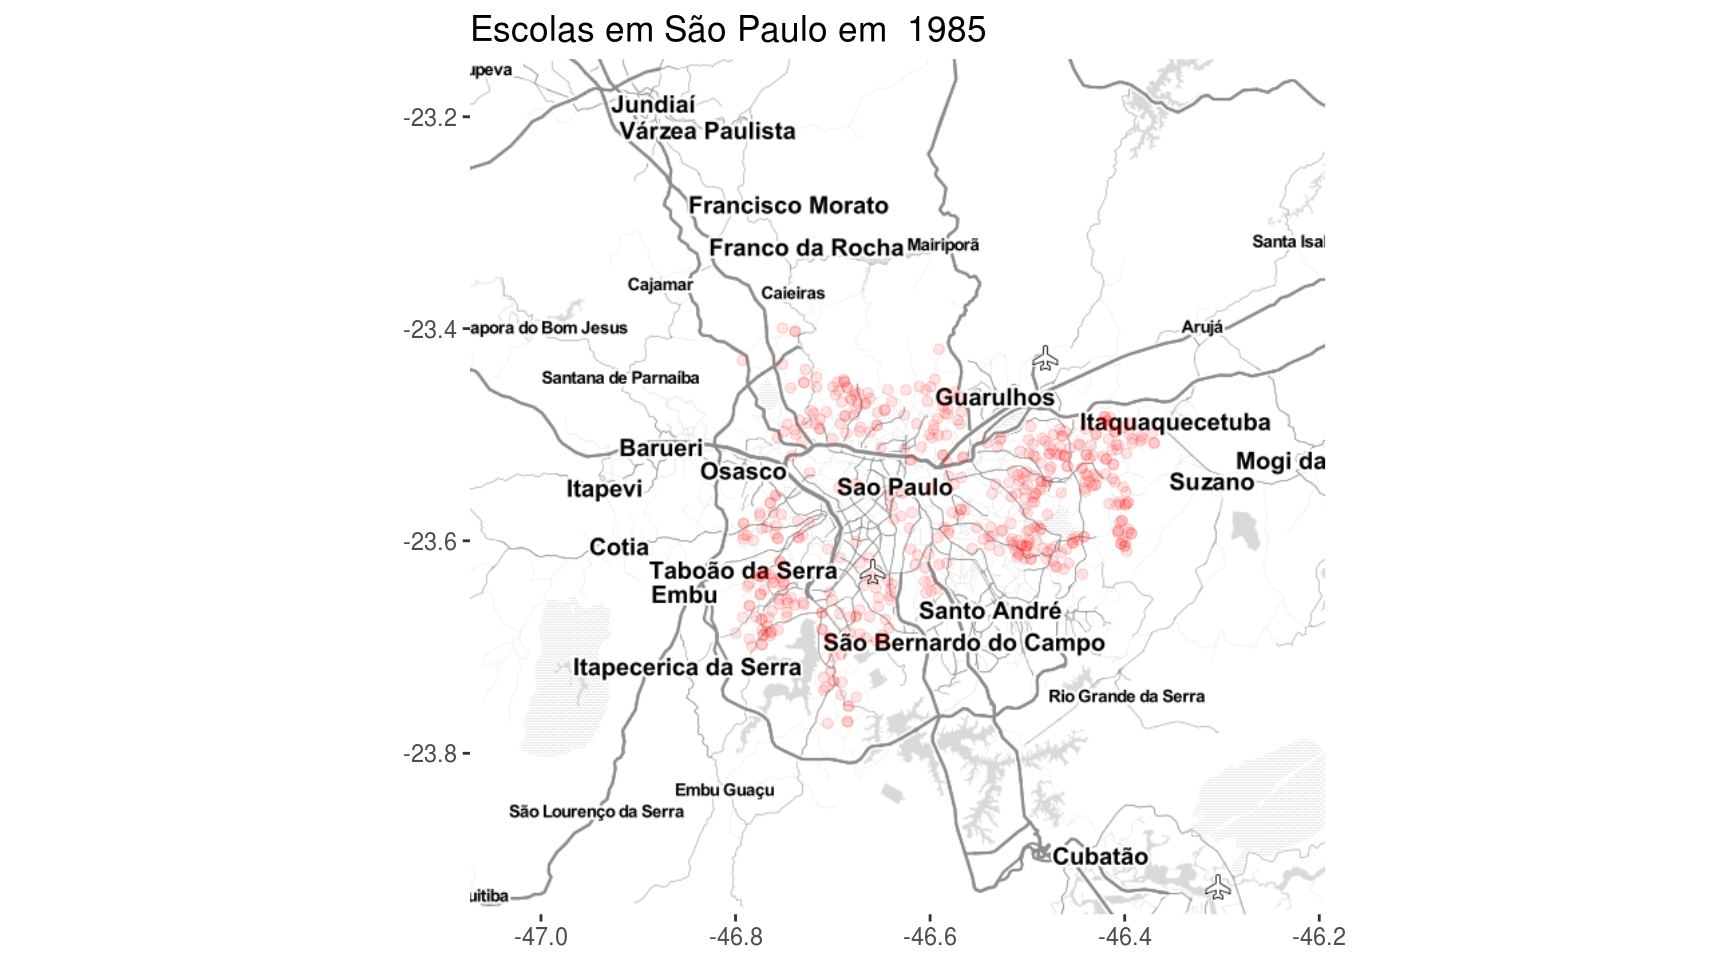 Escolas em São Paulo em  1985
upeva
Jundiaí
-23.2
Várzea Paulista
Francisco Morato
Santa Isal
Franco da Rocha
Mairiporã
Cajamar
Caieiras
-23.4
apora do Bom Jesus
Arujá
Santana de Parnaíba
Guarulhos
Itaquaquecetuba
Barueri
Osasco
Mogi da
Itapevi
Sao Paulo
Suzano
-23.6
Cotia
Taboão da Serra
Embu
Santo André
São Bernardo do Campo
Itapecerica da Serra
Rio Grande da Serra
-23.8
Embu Guaçu
São Lourenço da Serra
Cubatão
uitiba
-47.0
-46.8
-46.6
-46.4
-46.2